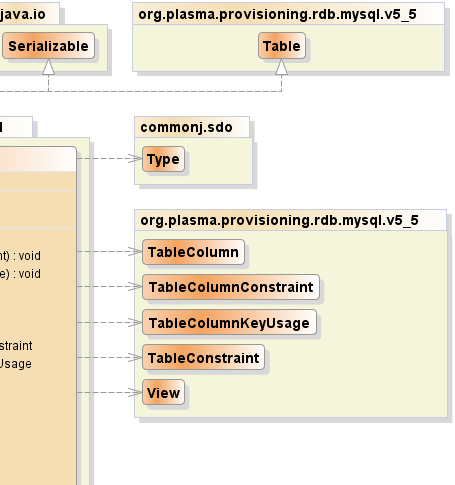 java.io
org.plasma.provisioning.rdb.mysql.v5_5
Serializable
Table
commonj.sdo
Type
org.plasma.provisioning.rdb.mysql.v5_5
TableColumn
nt) : void
e) : void
TableColumnConstraint
TableColumnKeyUsage
straint
TableConstraint
Usage
View